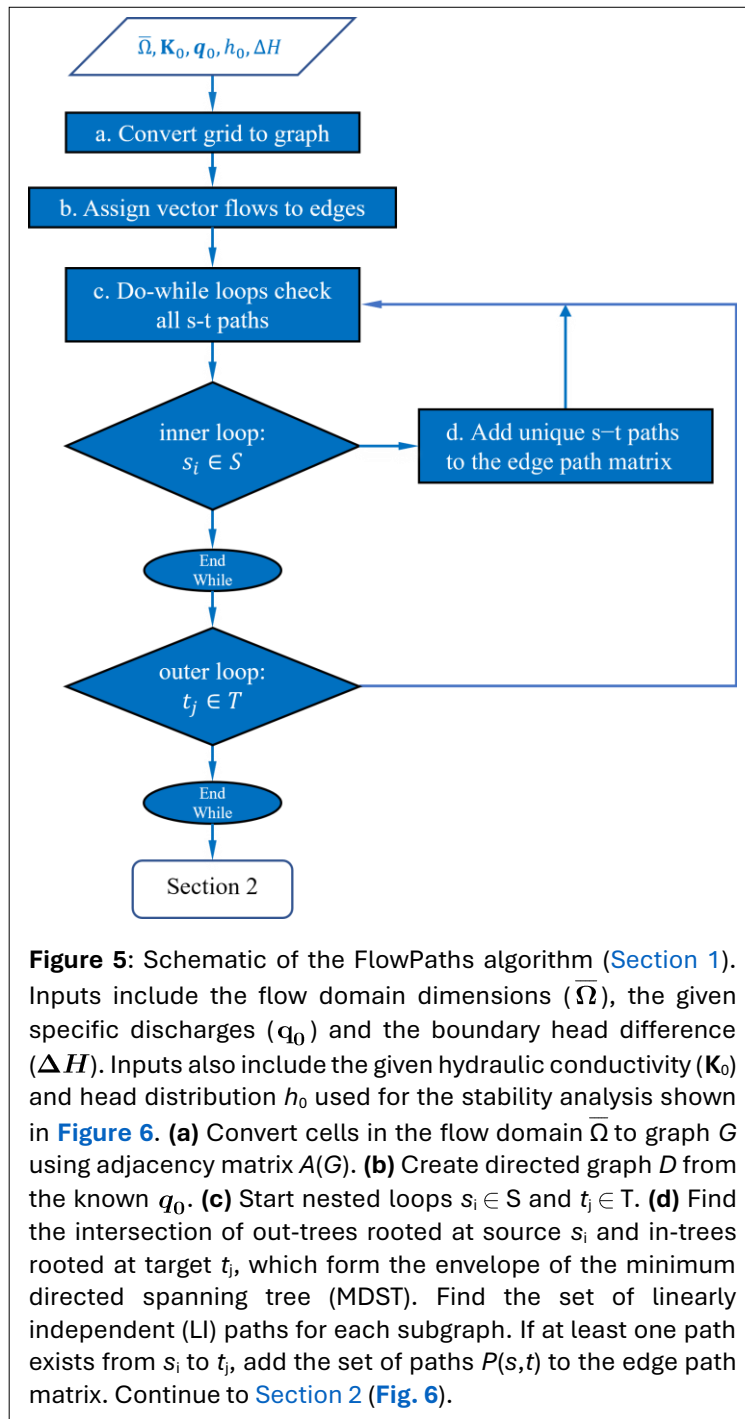 Ω̅, K₀, q₀, h₀, ΔH
a. Convert grid to graph
b. Assign vector flows to edges
c. Do-while loops check
all s-t paths
inner loop:
sᵢ ∈ S
d. Add unique s−t paths
to the edge path matrix
End
While
outer loop:
tⱼ ∈ T
End
While
Section 2
Figure 5: Schematic of the FlowPaths algorithm (Section 1).
Inputs include the flow domain dimensions (Ω̅), the given
specific discharges (q₀) and the boundary head difference
(ΔH). Inputs also include the given hydraulic conductivity (K₀)
and head distribution h₀ used for the stability analysis shown
in Figure 6. (a) Convert cells in the flow domain Ω̅ to graph G
using adjacency matrix A(G). (b) Create directed graph D from
the known q₀. (c) Start nested loops sᵢ ∈ S and tⱼ ∈ T. (d) Find
the intersection of out-trees rooted at source sᵢ and in-trees
rooted at target tⱼ, which form the envelope of the minimum
directed spanning tree (MDST). Find the set of linearly
independent (LI) paths for each subgraph. If at least one path
exists from sᵢ to tⱼ, add the set of paths P(s,t) to the edge path
matrix. Continue to Section 2 (Fig. 6).